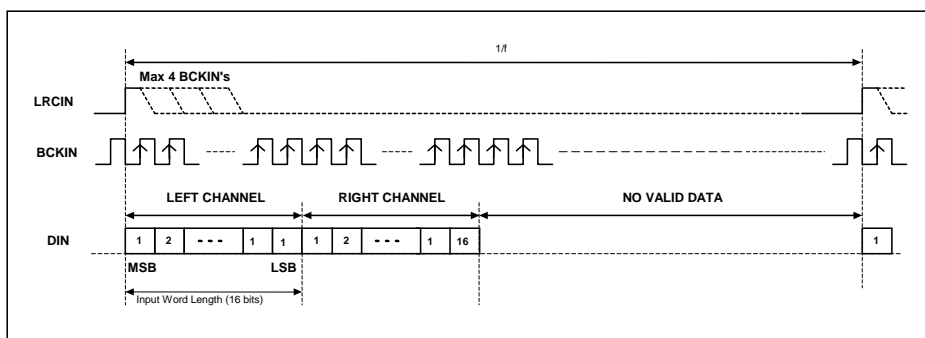 1/f
Max 4 BCKIN's
LRCIN
BCKIN
LEFT CHANNEL RIGHT CHANNEL NO VALID DATA
DIN 1 2 --- 1 1 1 2 --- 1 16 1
MSB LSB
Input Word Length (16 bits)